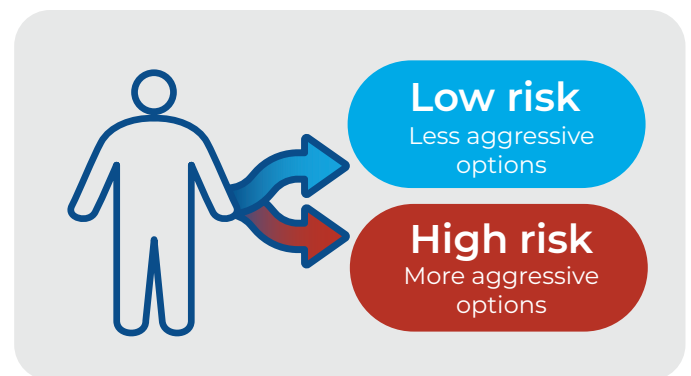 Low risk
Less aggressive
options
High risk
More aggressive
options